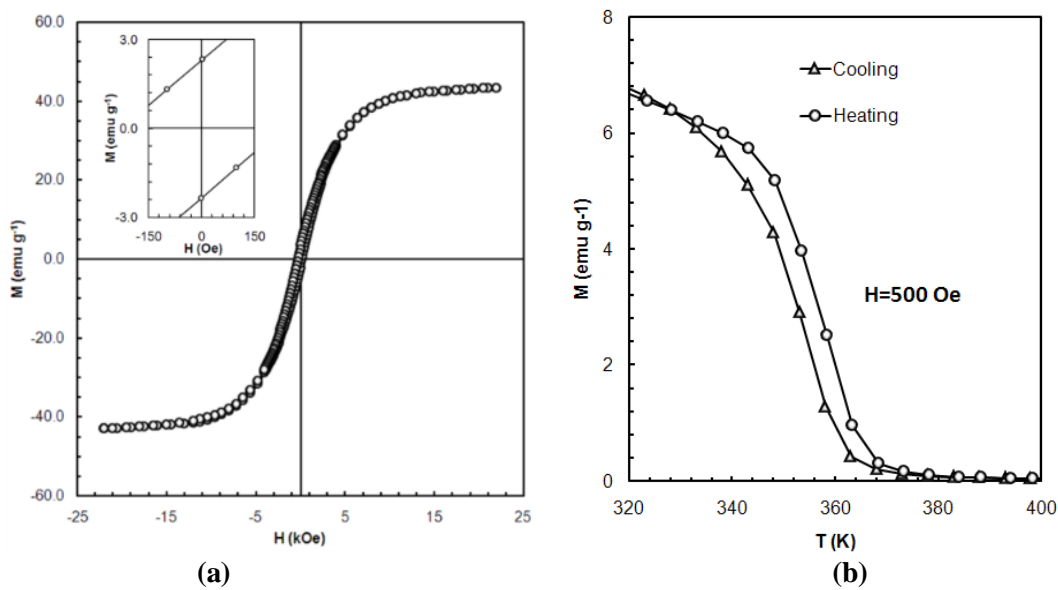 60.0
40.0
20.0
0.0
-20.0
-40.0
-60.0
M (emu g⁻¹)
-25
-15
-5
5
15
25
H (kOe)
3.0
0.0
-3.0
M (emu g⁻¹)
-150
0
150
H (Oe)
(a)
8
6
4
2
0
M (emu g-1)
Cooling
Heating
H=500 Oe
320
340
360
380
400
T (K)
(b)